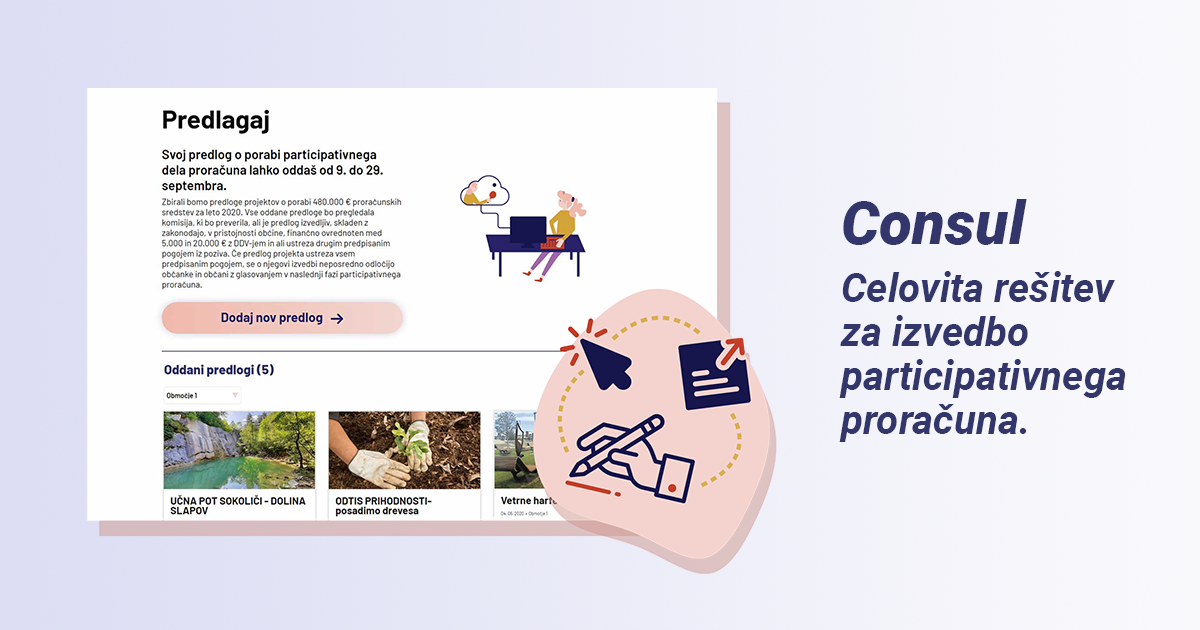 Predlagaj
Svoj predlog o porabi participativnega
dela proračuna lahko oddaš od 9. do 29.
septembra.
Zbirali bomo predloge projektov o porabi 480.000 € proračunskih
sredstev za leto 2020. Vse oddane predloge bo pregledala
komisija, ki bo preverila, ali je predlog izvedljiv, skladen z
zakonodajo, v pristojnosti občine, finančno ovrednoten med
5.000 in 20.000 € z DDV-jem in ali ustreza drugim predpisanim
pogojem iz poziva. Če predlog projekta ustreza vsem
predpisanim pogojem, se o njegovi izvedbi neposredno odločijo
občanke in občani z glasovanjem v naslednji fazi participativnega
proračuna.
Dodaj nov predlog →
Oddani predlogi (5)
Območje 1
UČNA POT SOKOLIČI - DOLINA
SLAPOV
ODTIS PRIHODNOSTI-
posadimo drevesa
Vetrne harfe
04.08.2020 • Območje 1
Consul
Celovita rešitev
za izvedbo
participativnega
proračuna.